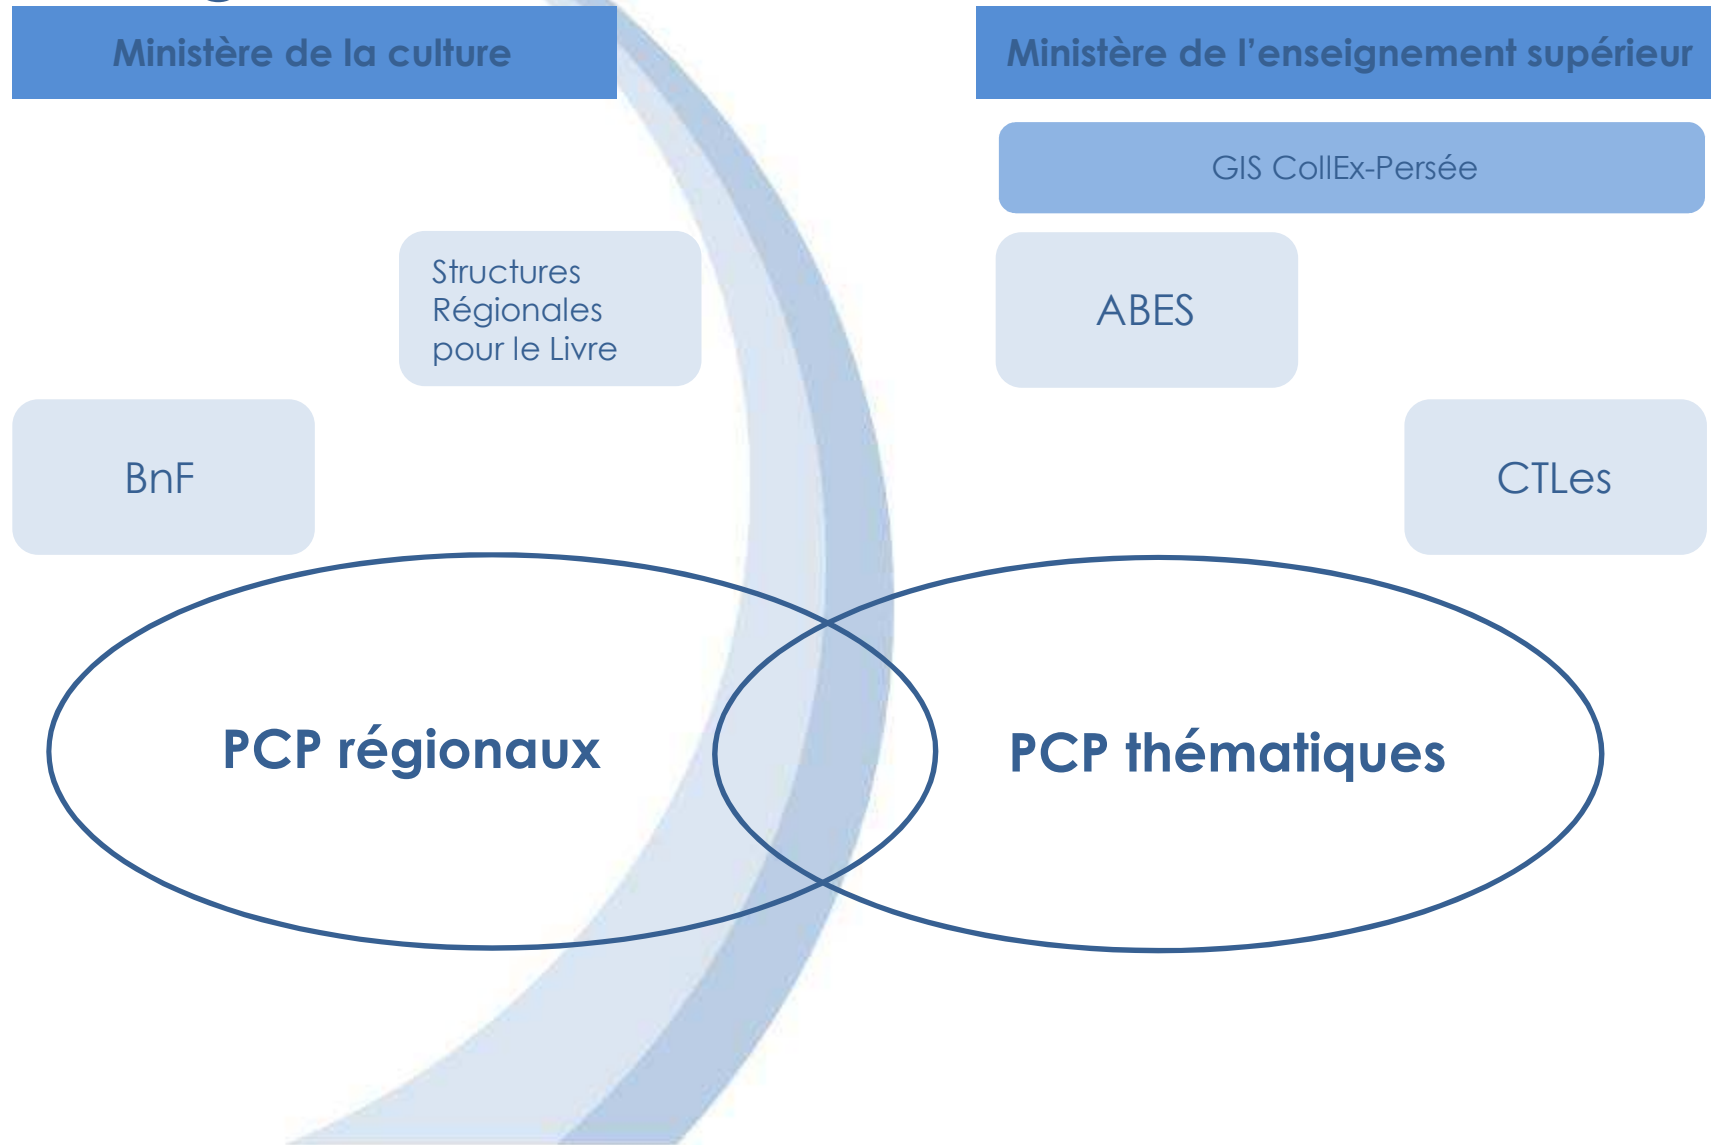 Ministère de la culture
Ministère de l’enseignement supérieur
GIS CollEx-Persée
Structures
Régionales
pour le Livre
ABES
BnF
CTLes
PCP régionaux
PCP thématiques